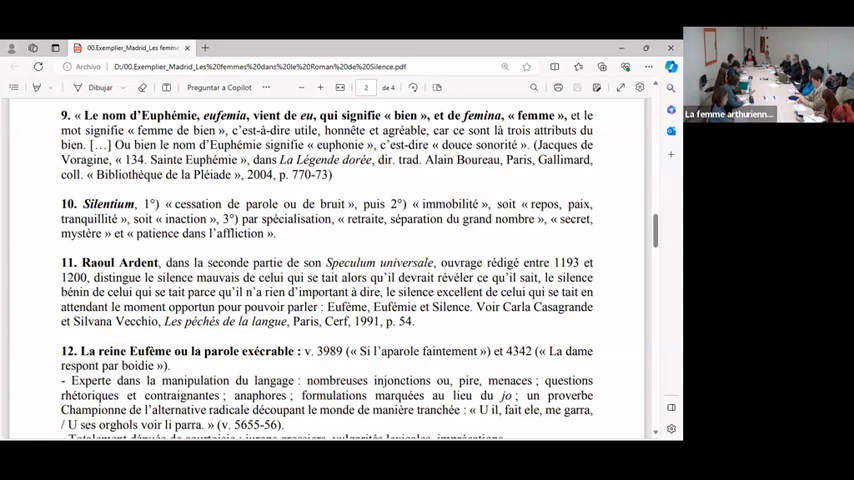 00.Exemplier_Madrid_Les femme
Archivo
D:/00.Exemplier_Madrid_Les%20femmes%20dans%20le%20Roman%20de%20Silence.pdf
Dibujar
Preguntar a Copilot
2
de 4
9. « Le nom d'Euphémie, eufemia, vient de eu, qui signifie « bien », et de femina, « femme », et le
mot signifie « femme de bien », c'est-à-dire utile, honnête et agréable, car ce sont là trois attributs du
bien. […] Ou bien le nom d'Euphémie signifie « euphonie », c'est-dire « douce sonorité ». (Jacques de
Voragine, « 134. Sainte Euphémie », dans La Légende dorée, dir. trad. Alain Boureau, Paris, Gallimard,
coll. « Bibliothèque de la Pléiade », 2004, p. 770-73)
10. Silentium, 1°) « cessation de parole ou de bruit », puis 2°) « immobilité », soit « repos, paix,
tranquillité », soit « inaction », 3°) par spécialisation, « retraite, séparation du grand nombre », « secret,
mystère » et « patience dans l'affliction ».
11. Raoul Ardent, dans la seconde partie de son Speculum universale, ouvrage rédigé entre 1193 et
1200, distingue le silence mauvais de celui qui se tait alors qu'il devrait révéler ce qu'il sait, le silence
bénin de celui qui se tait parce qu'il n'a rien d'important à dire, le silence excellent de celui qui se tait en
attendant le moment opportun pour pouvoir parler : Eufème, Eufémie et Silence. Voir Carla Casagrande
et Silvana Vecchio, Les péchés de la langue, Paris, Cerf, 1991, p. 54.
12. La reine Eufème ou la parole exécrable : v. 3989 (« Si l'aparole faintement ») et 4342 (« La dame
respont par boidie »).
- Experte dans la manipulation du langage : nombreuses injonctions ou, pire, menaces ; questions
rhétoriques et contraignantes ; anaphores ; formulations marquées au lieu du jo ; un proverbe
Championne de l'alternative radicale découpant le monde de manière tranchée : « U il, fait ele, me garra,
/ U ses orghols voir li parra. » (v. 5655-56).
- Totalement dénuée de courtoisie : jurons grossiers, vulgarités lexicales, imprécations
La femme arthurienn...